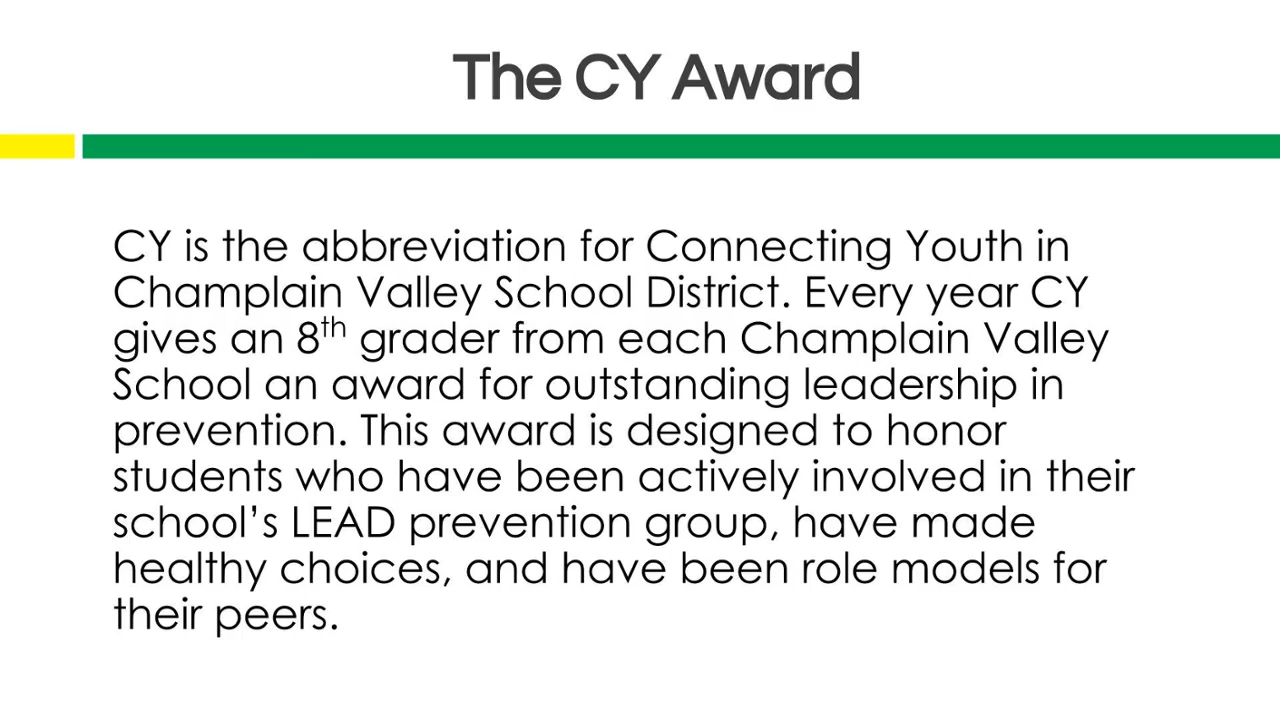 The CY Award
CY is the abbreviation for Connecting Youth in
Champlain Valley School District. Every year CY
gives an 8th grader from each Champlain Valley
School an award for outstanding leadership in
prevention. This award is designed to honor
students who have been actively involved in their
school’s LEAD prevention group, have made
healthy choices, and have been role models for
their peers.